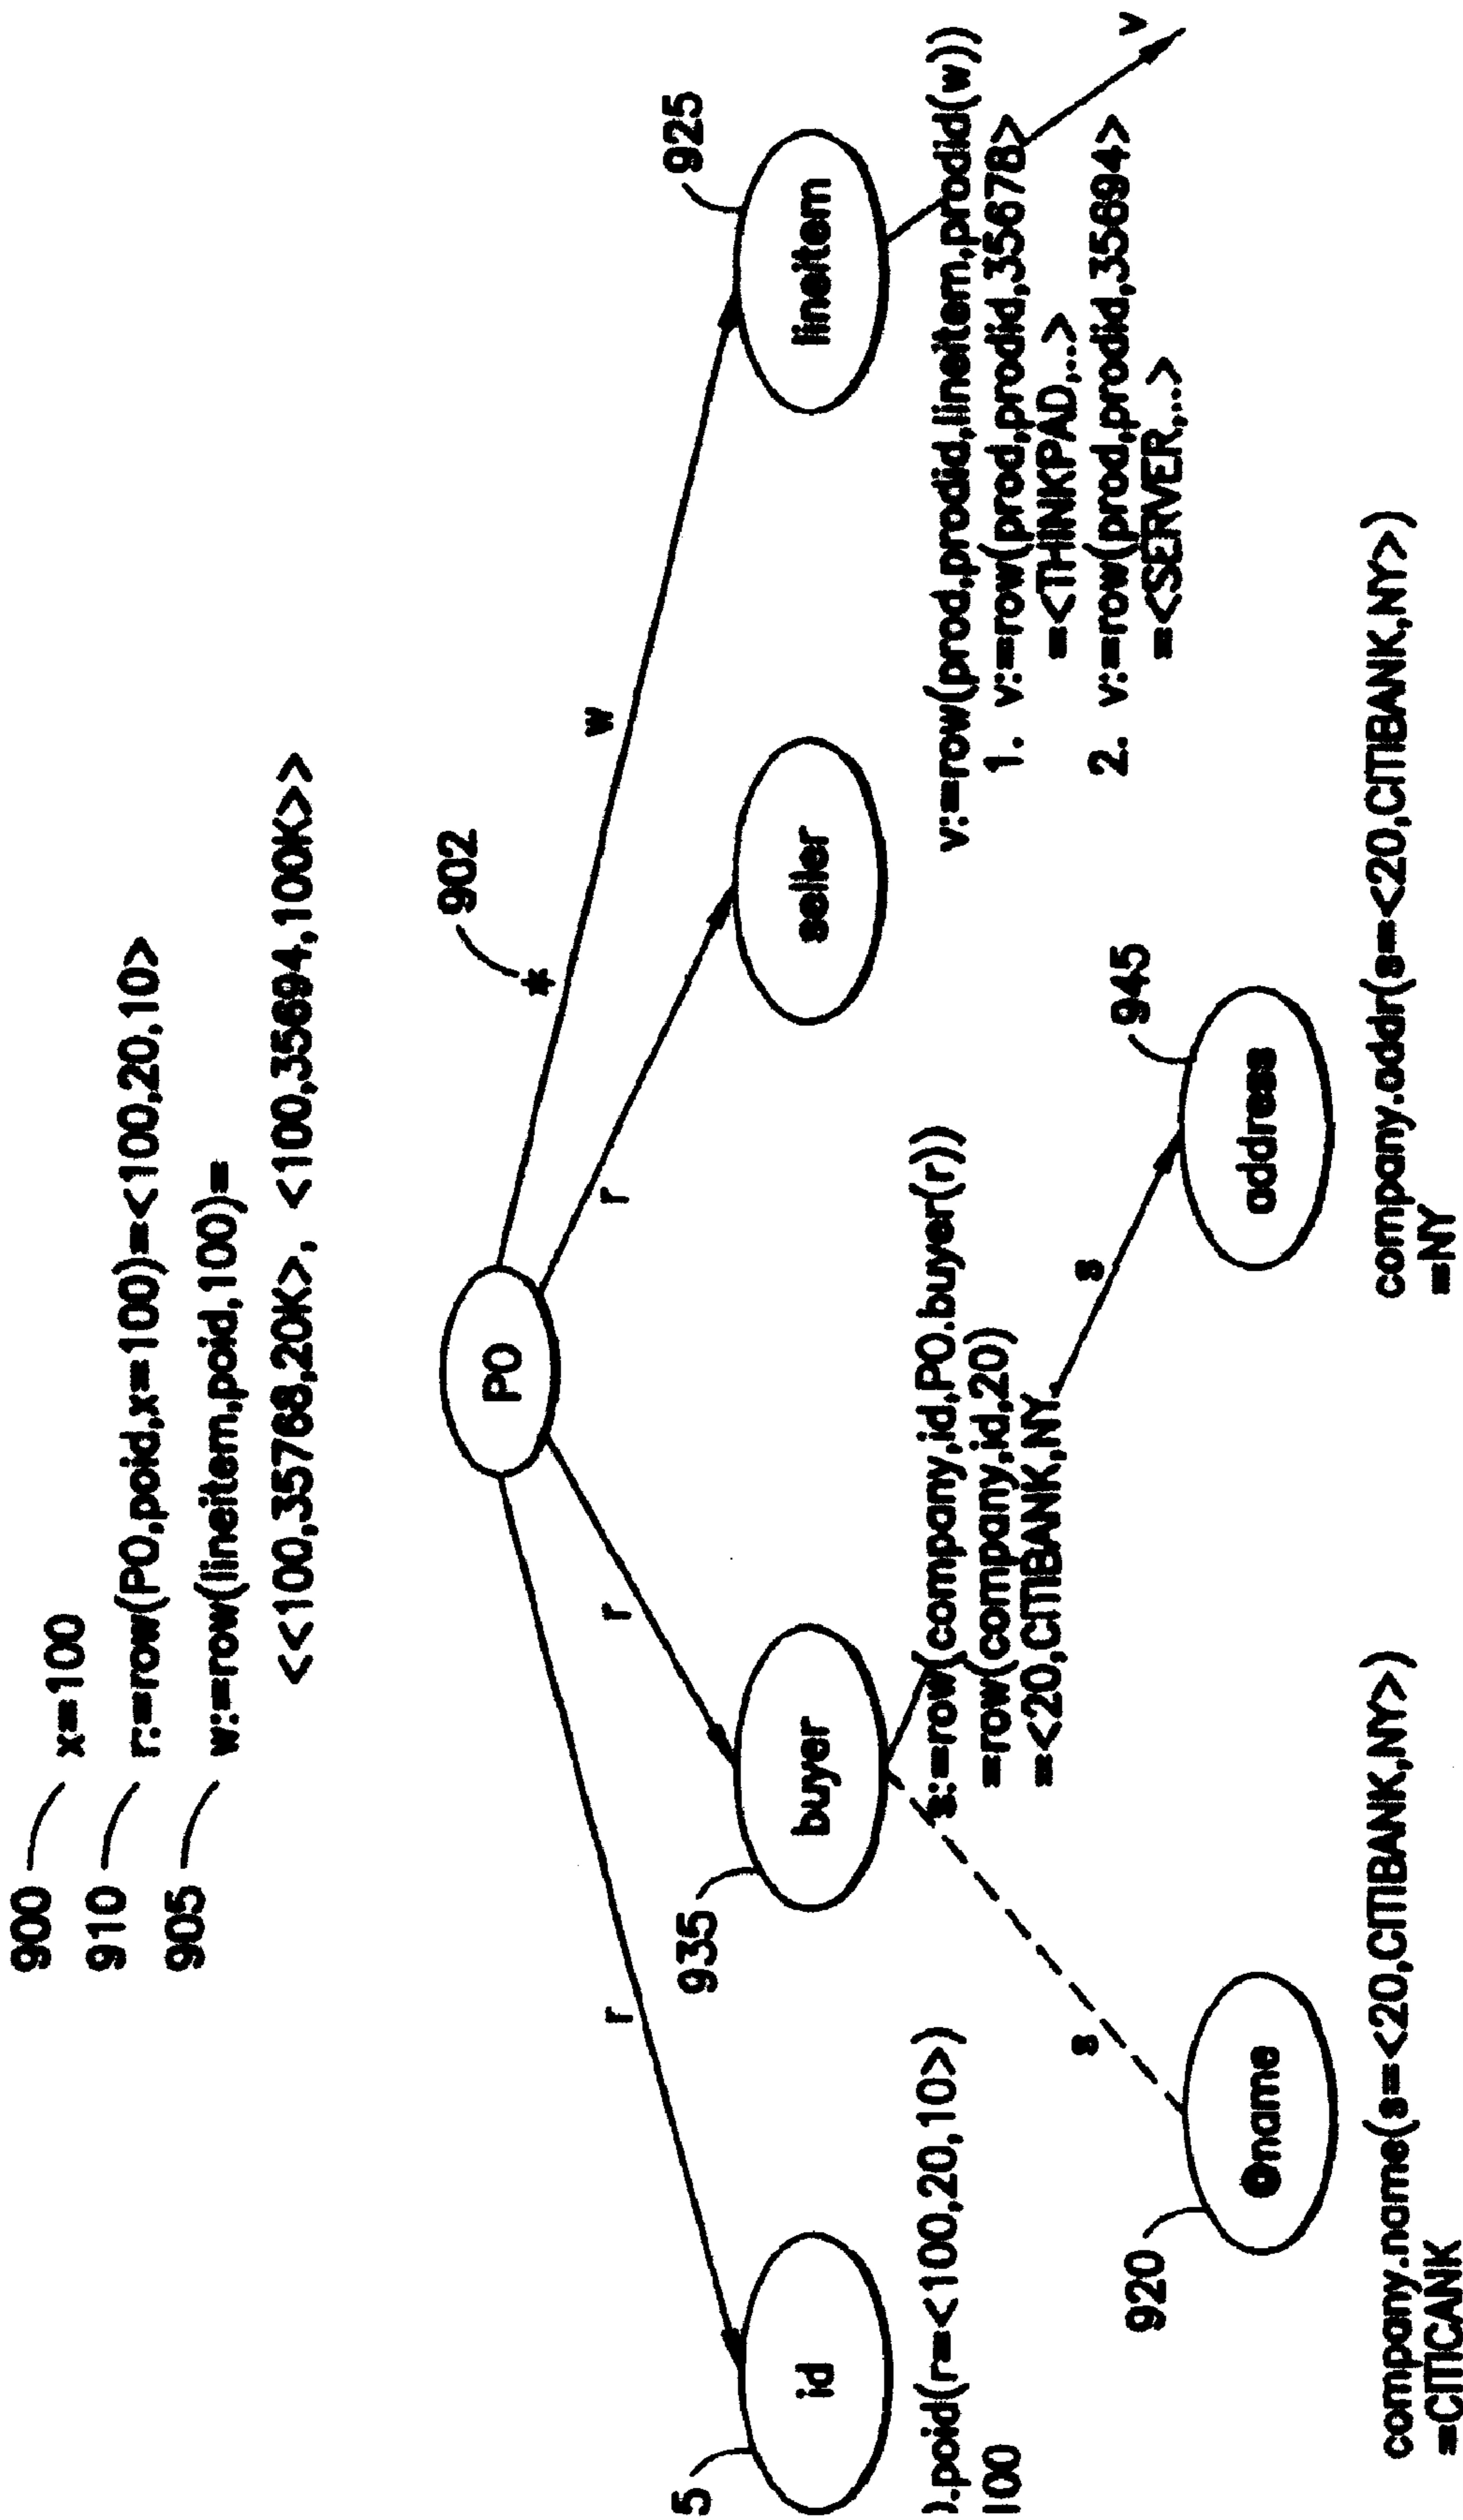 900
x=100
910
r:=row(PO,poid,x=100)=<100,20,10>
905
w:=row(lineitem,poid,100)=
<<100,35768,20K>, <100,35694,100K>>
902
*
PO
r
r
r
w
5
id
935
buyer
seller
925
lineitem
).poid(r=<100,20,10>)
100
s:=row(company,id,PO.buyer(r))
=row(company,id,20)
=<20,CITIBANK,NY
v:=row(prod,prodid,lineitem,prodid(w))
1. v:=row(prod,prodid,35678>
=<THINKPAD,...>
2. v:=row(prod,prodid,35694>
=<SERVER,...>
v
s
s
920
@name
945
address
company.name(s=<20,CITIBANK,NY>)
=CITICANK
company.addr(s=<20,CITIBANK,NY>)
=NY